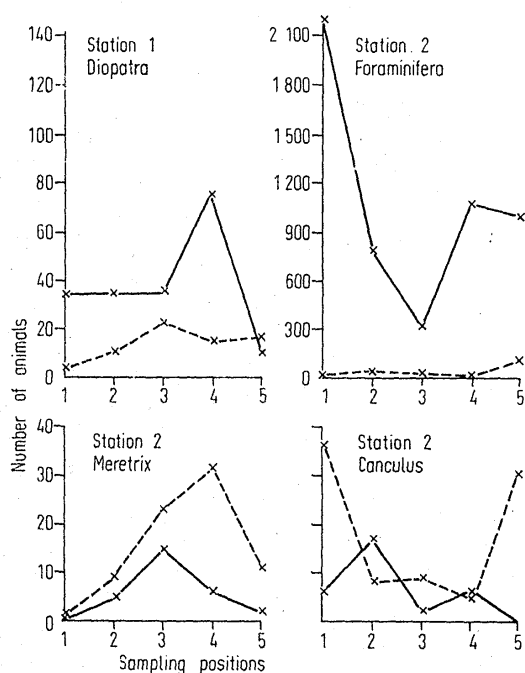 140
120
140
80
60
40
20
0
Station 1
Diopatra
1 2 3 4 5
2 100
1 800
1 500
1 100
900
600
300
0
Station 2
Foraminifera
1 2 3 4 5
Number of animals
40
30
20
10
0
Station 2
Meretrix
1 2 3 4 5
Sampling positions
Station 2
Canculus
1 2 3 4 5